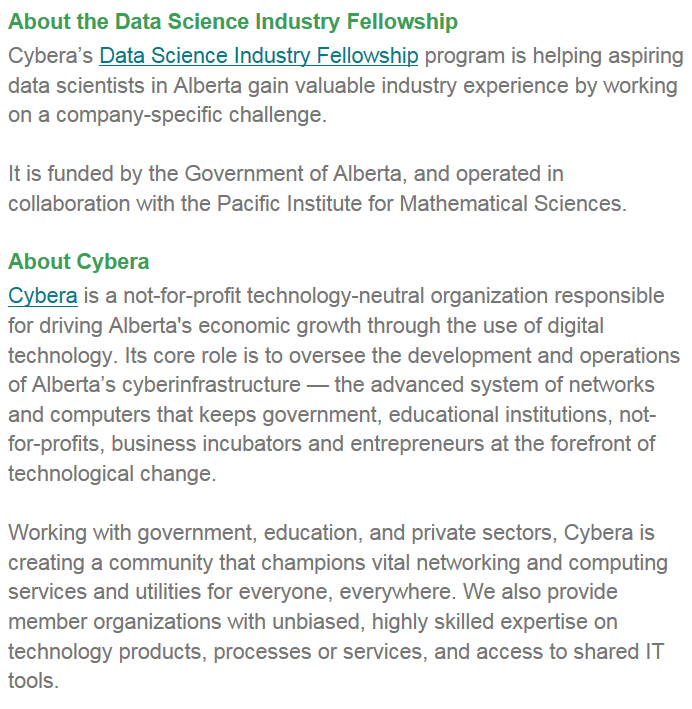 About the Data Science Industry Fellowship
Cybera’s Data Science Industry Fellowship program is helping aspiring
data scientists in Alberta gain valuable industry experience by working
on a company-specific challenge.
It is funded by the Government of Alberta, and operated in
collaboration with the Pacific Institute for Mathematical Sciences.
About Cybera
Cybera is a not-for-profit technology-neutral organization responsible
for driving Alberta's economic growth through the use of digital
technology. Its core role is to oversee the development and operations
of Alberta’s cyberinfrastructure — the advanced system of networks
and computers that keeps government, educational institutions, not-
for-profits, business incubators and entrepreneurs at the forefront of
technological change.
Working with government, education, and private sectors, Cybera is
creating a community that champions vital networking and computing
services and utilities for everyone, everywhere. We also provide
member organizations with unbiased, highly skilled expertise on
technology products, processes or services, and access to shared IT
tools.